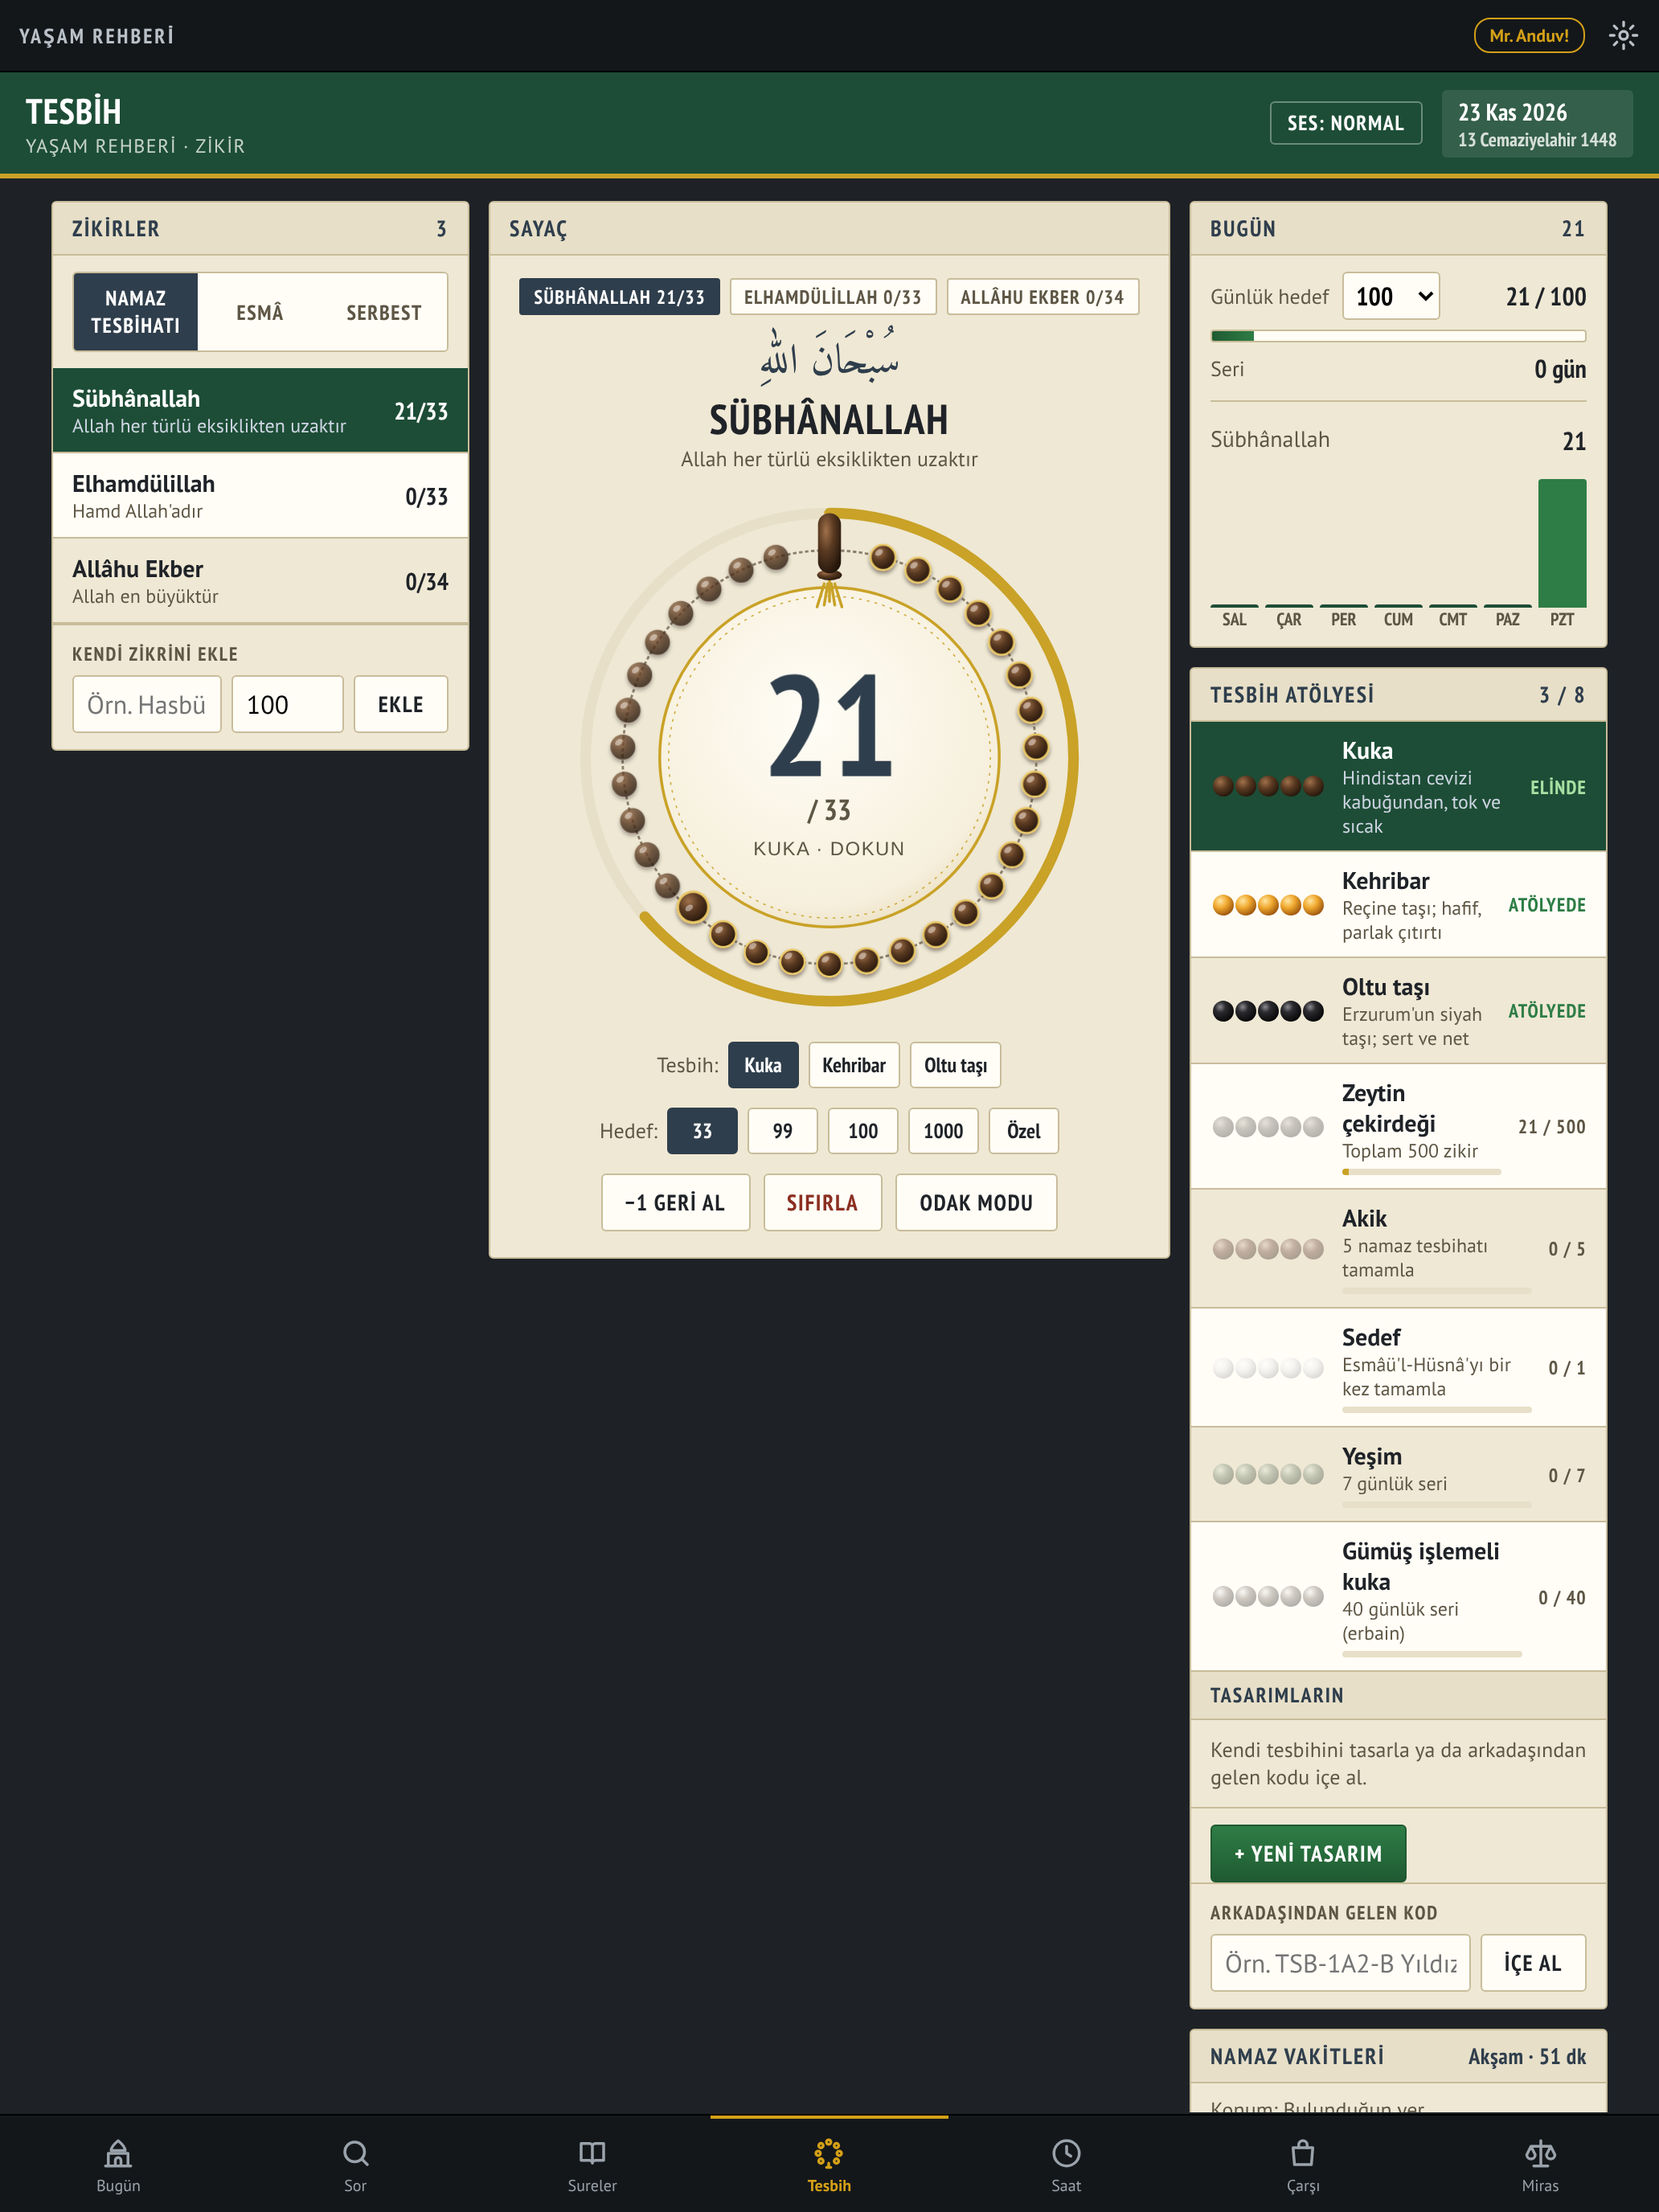 YAŞAM REHBERİ
Mr. Anduv!
TESBİH
YAŞAM REHBERİ · ZİKİR
SES: NORMAL
23 Kas 2026
13 Cemaziyelahir 1448
ZİKİRLER 3
NAMAZ TESBİHATI
ESMÂ
SERBEST
Sübhânallah
Allah her türlü eksiklikten uzaktır
21/33
Elhamdülillah
Hamd Allah'adır
0/33
Allâhu Ekber
Allah en büyüktür
0/34
KENDİ ZİKRİNİ EKLE
Örn. Hasbü
100
EKLE
SAYAÇ
SÜBHÂNALLAH 21/33
ELHAMDÜLİLLAH 0/33
ALLÂHU EKBER 0/34
سُبْحَانَ اللّٰهِ
SÜBHÂNALLAH
Allah her türlü eksiklikten uzaktır
21
/ 33
KUKA · DOKUN
Tesbih: Kuka Kehribar Oltu taşı
Hedef: 33 99 100 1000 Özel
−1 GERİ AL
SIFIRLA
ODAK MODU
BUGÜN 21
Günlük hedef 100 21 / 100
Seri 0 gün
Sübhânallah 21
SAL ÇAR PER CUM CMT PAZ PZT
TESBİH ATÖLYESİ 3 / 8
Kuka
Hindistan cevizi
kabuğundan, tok ve
sıcak
ELİNDE
Kehribar
Reçine taşı; hafif,
parlak çıtırtı
ATÖLYEDE
Oltu taşı
Erzurum'un siyah
taşı; sert ve net
ATÖLYEDE
Zeytin
çekirdeği
Toplam 500 zikir
21 / 500
Akik
5 namaz tesbihatı
tamamla
0 / 5
Sedef
Esmâü'l-Hüsnâ'yı bir
kez tamamla
0 / 1
Yeşim
7 günlük seri
0 / 7
Gümüş işlemeli
kuka
40 günlük seri
(erbain)
0 / 40
TASARIMLARIN
Kendi tesbihini tasarla ya da arkadaşından
gelen kodu içe al.
+ YENİ TASARIM
ARKADAŞINDAN GELEN KOD
Örn. TSB-1A2-B Yıldız
İÇE AL
NAMAZ VAKİTLERİ Akşam · 51 dk
Konum: Bulunduğun yer
Bugün
Sor
Sureler
Tesbih
Saat
Çarşı
Miras